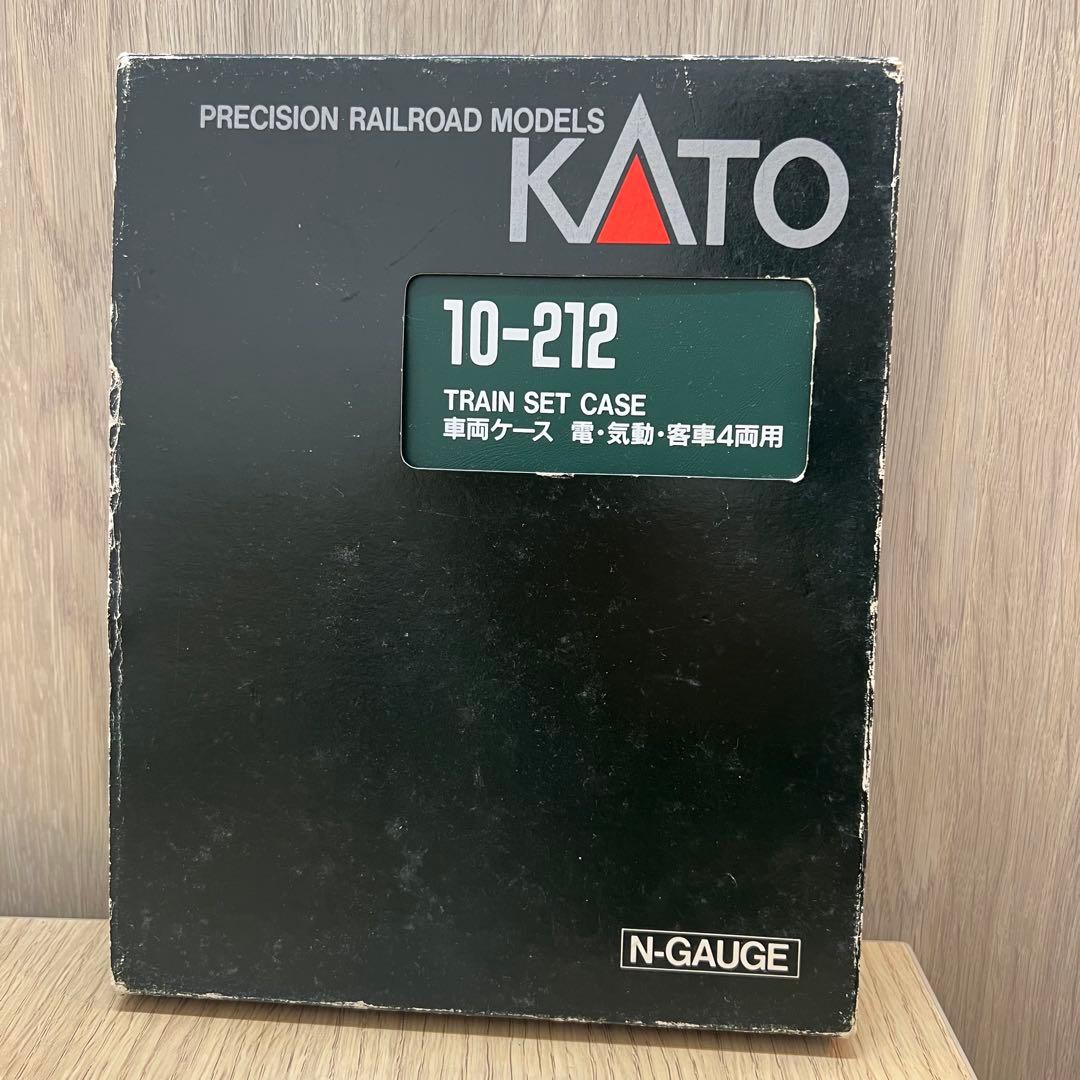 PRECISION RAILROAD MODELS
KATO
10-212
TRAIN SET CASE
車両ケース 電・気動・客車4両用
N-GAUGE